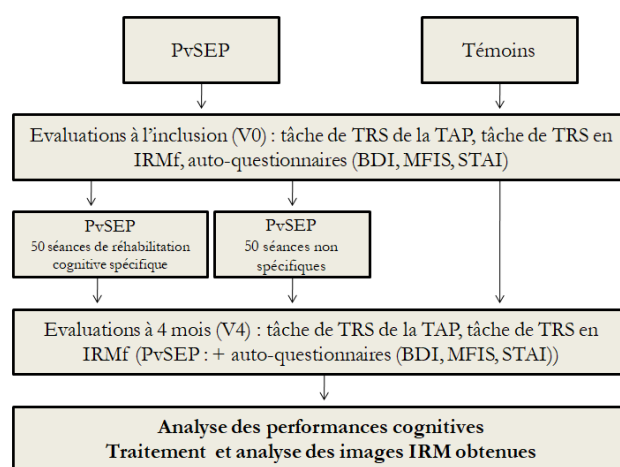 PvSEP
Témoins
Evaluations à l'inclusion (V0) : tâche de TRS de la TAP, tâche de TRS en
IRMf, auto-questionnaires (BDI, MFIS, STAI)
PvSEP
50 séances de réhabilitation
cognitive spécifique
PvSEP
50 séances non
spécifiques
Evaluations à 4 mois (V4) : tâche de TRS de la TAP, tâche de TRS en
IRMf (PvSEP : + auto-questionnaires (BDI, MFIS, STAI))
Analyse des performances cognitives
Traitement et analyse des images IRM obtenues